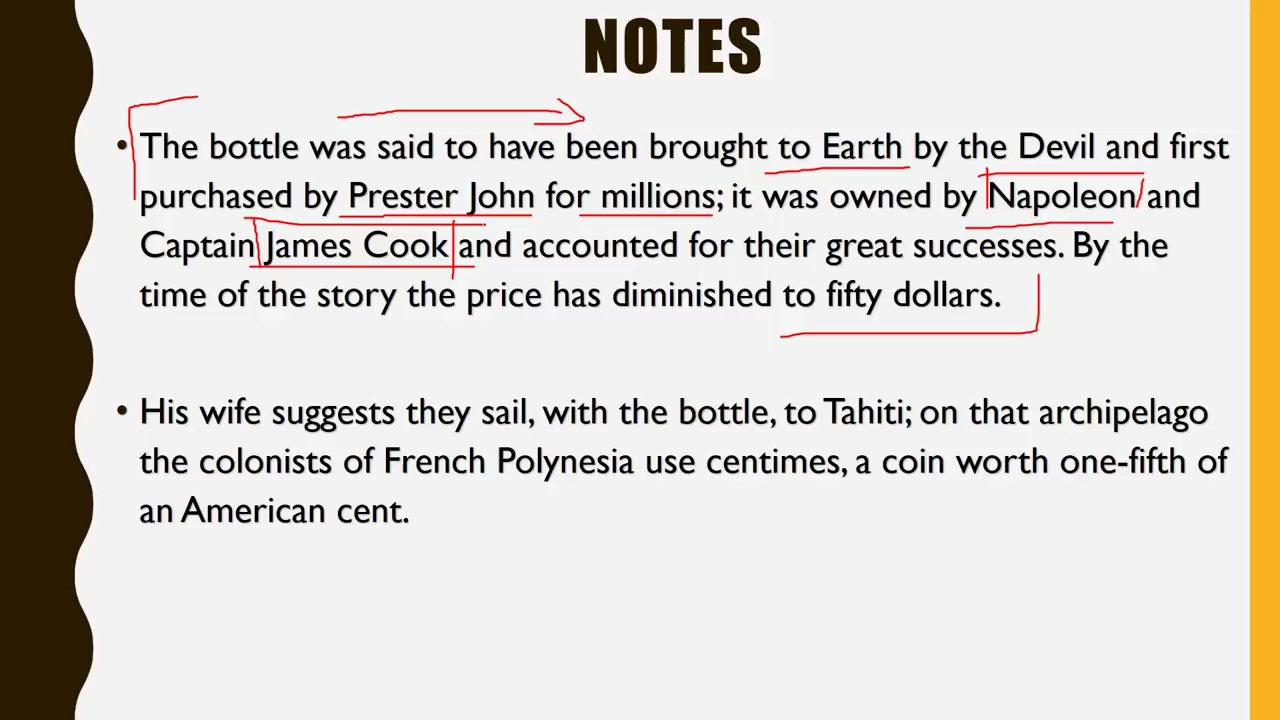 NOTES
• The bottle was said to have been brought to Earth by the Devil and first
purchased by Prester John for millions; it was owned by Napoleon and
Captain James Cook and accounted for their great successes. By the
time of the story the price has diminished to fifty dollars.
• His wife suggests they sail, with the bottle, to Tahiti; on that archipelago
the colonists of French Polynesia use centimes, a coin worth one-fifth of
an American cent.